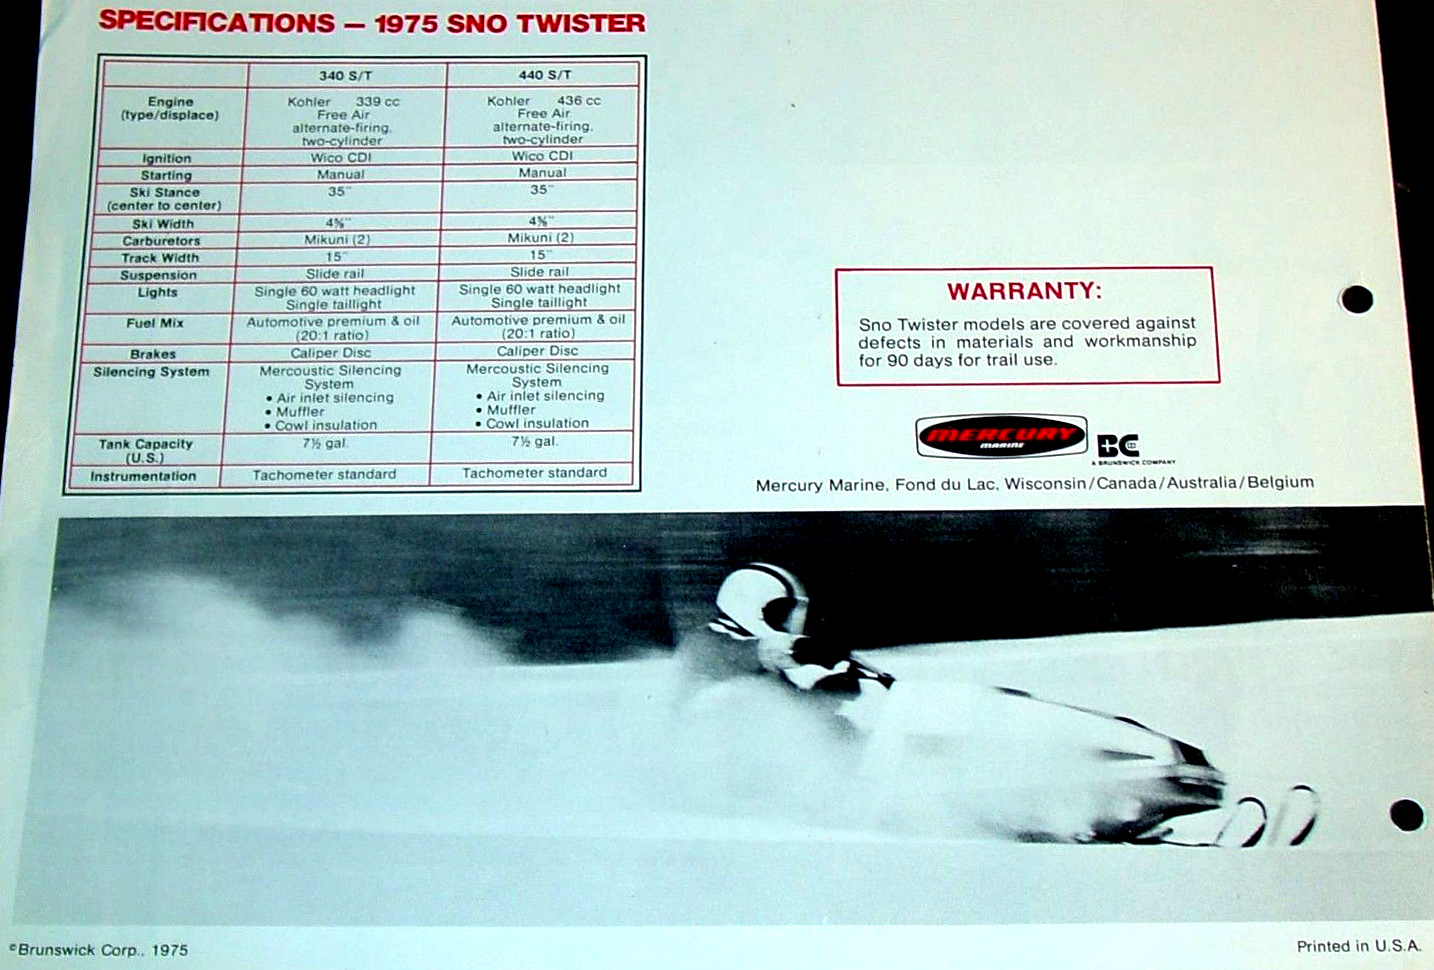 SPECIFICATIONS — 1975 SNO TWISTER
340 S/T 440 S/T
Engine (type/displace) Kohler 339 cc Free Air alternate-firing, two-cylinder Kohler 436 cc Free Air alternate-firing, two-cylinder
Ignition Wico CDI Wico CDI
Starting Manual Manual
Ski Stance (center to center) 35" 35"
Ski Width
Carburetors Mikuni (2) Mikuni (2)
Track Width 15" 15"
Suspension Slide rail Slide rail
Lights Single 60 watt headlight Single taillight Single 60 watt headlight Single taillight
Fuel Mix Automotive premium & oil (20:1 ratio) Automotive premium & oil (20:1 ratio)
Brakes Caliper Disc Caliper Disc
Silencing System Mercoustic Silencing System • Air inlet silencing • Muffler • Cowl insulation Mercoustic Silencing System • Air inlet silencing • Muffler • Cowl insulation
Tank Capacity (U.S.) 7½ gal. 7½ gal.
Instrumentation Tachometer standard Tachometer standard
WARRANTY:
Sno Twister models are covered against
defects in materials and workmanship
for 90 days for trail use.
MERCURY
MARINE
BC
A BRUNSWICK COMPANY
Mercury Marine, Fond du Lac, Wisconsin/Canada/Australia/Belgium
©Brunswick Corp., 1975
Printed in U.S.A.